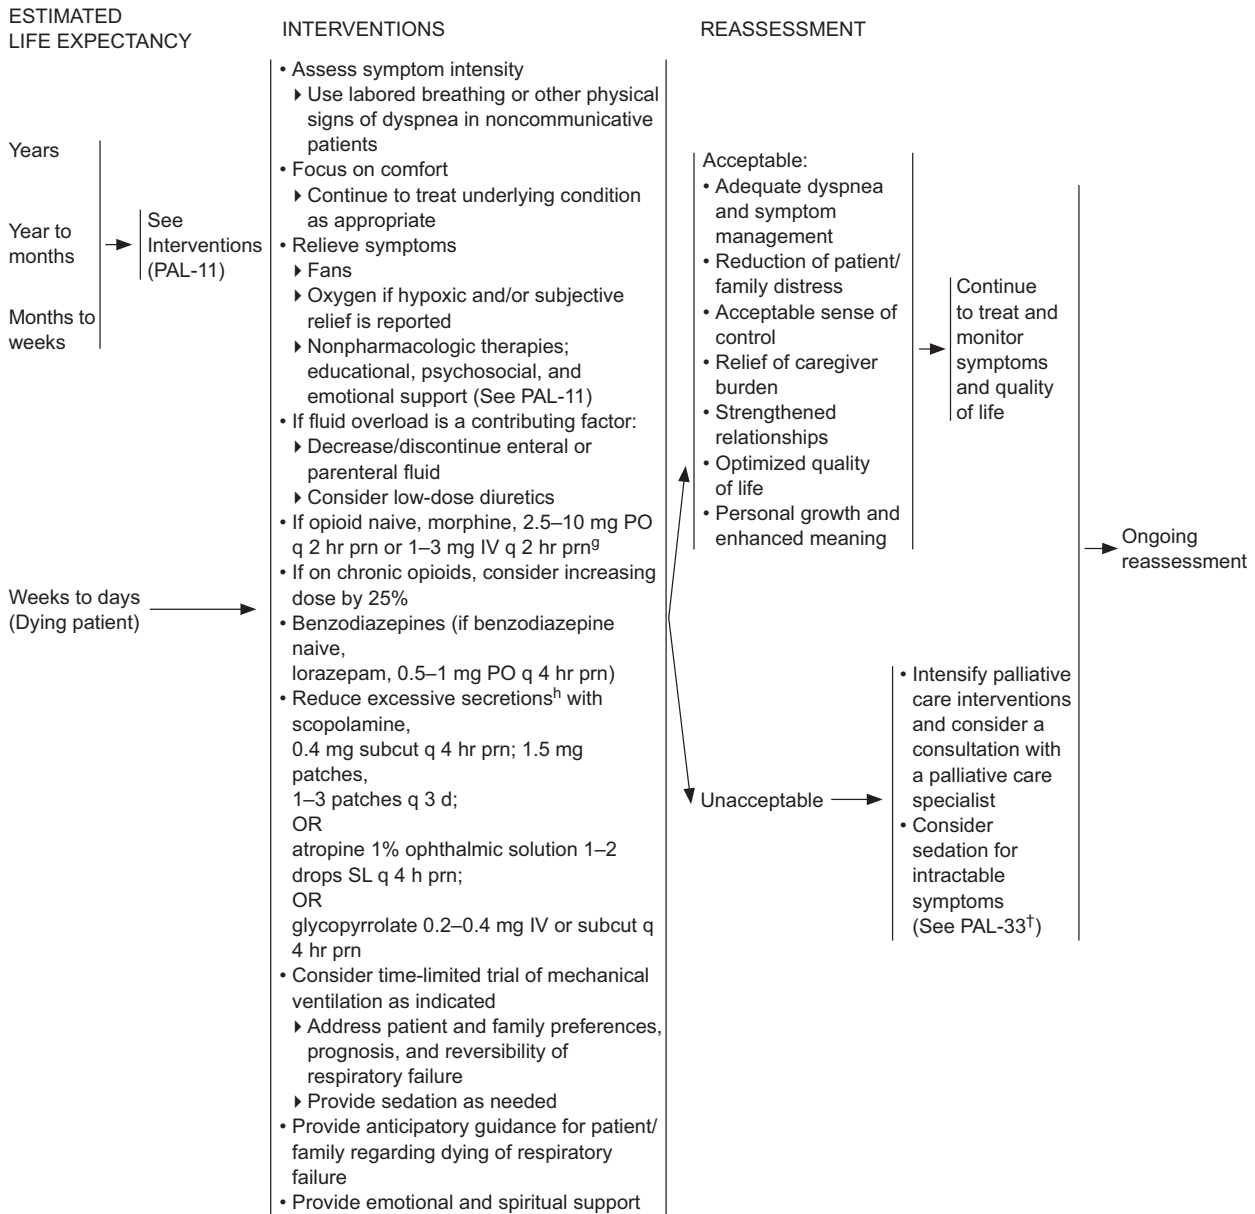 ESTIMATED
LIFE EXPECTANCY
Years
Year to
months
Months to
weeks
See
Interventions
(PAL-11)
Weeks to days
(Dying patient)
INTERVENTIONS
• Assess symptom intensity
Use labored breathing or other physical
signs of dyspnea in noncommunicative
patients
• Focus on comfort
Continue to treat underlying condition
as appropriate
• Relieve symptoms
Fans
Oxygen if hypoxic and/or subjective
relief is reported
Nonpharmacologic therapies;
educational, psychosocial, and
emotional support (See PAL-11)
• If fluid overload is a contributing factor:
Decrease/discontinue enteral or
parenteral fluid
Consider low-dose diuretics
• If opioid naive, morphine, 2.5–10 mg PO
q 2 hr prn or 1–3 mg IV q 2 hr prng
• If on chronic opioids, consider increasing
dose by 25%
• Benzodiazepines (if benzodiazepine
naive,
lorazepam, 0.5–1 mg PO q 4 hr prn)
• Reduce excessive secretionsh with
scopolamine,
0.4 mg subcut q 4 hr prn; 1.5 mg
patches,
1–3 patches q 3 d;
OR
atropine 1% ophthalmic solution 1–2
drops SL q 4 h prn;
OR
glycopyrrolate 0.2–0.4 mg IV or subcut q
4 hr prn
• Consider time-limited trial of mechanical
ventilation as indicated
Address patient and family preferences,
prognosis, and reversibility of
respiratory failure
Provide sedation as needed
• Provide anticipatory guidance for patient/
family regarding dying of respiratory
failure
• Provide emotional and spiritual support
REASSESSMENT
Acceptable:
• Adequate dyspnea
and symptom
management
• Reduction of patient/
family distress
• Acceptable sense of
control
• Relief of caregiver
burden
• Strengthened
relationships
• Optimized quality
of life
• Personal growth and
enhanced meaning
Continue
to treat and
monitor
symptoms
and quality
of life
Unacceptable
• Intensify palliative
care interventions
and consider a
consultation with
a palliative care
specialist
• Consider
sedation for
intractable
symptoms
(See PAL-33†)
Ongoing
reassessment